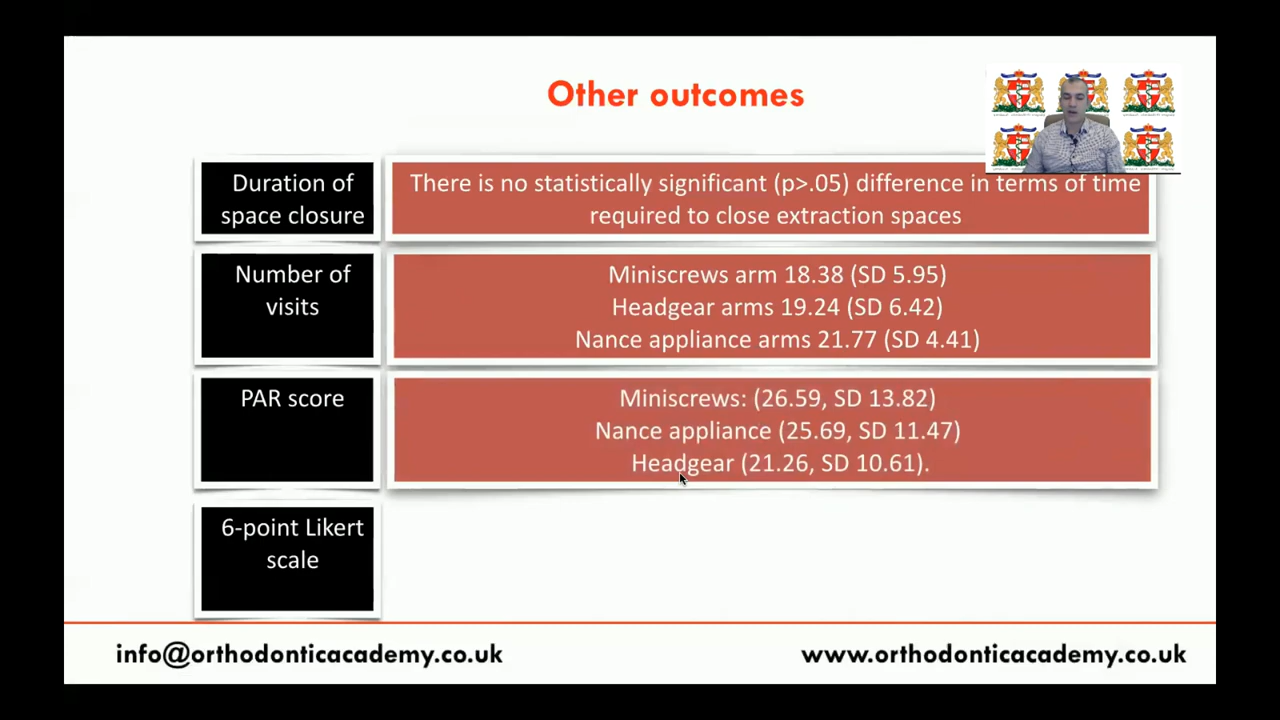 Other outcomes
Duration of
space closure
There is no statistically significant (p>.05) difference in terms of time
required to close extraction spaces
Number of
visits
Miniscrews arm 18.38 (SD 5.95)
Headgear arms 19.24 (SD 6.42)
Nance appliance arms 21.77 (SD 4.41)
PAR score
Miniscrews: (26.59, SD 13.82)
Nance appliance (25.69, SD 11.47)
Headgear (21.26, SD 10.61).
6-point Likert
scale
info@orthodonticacademy.co.uk
www.orthodonticacademy.co.uk